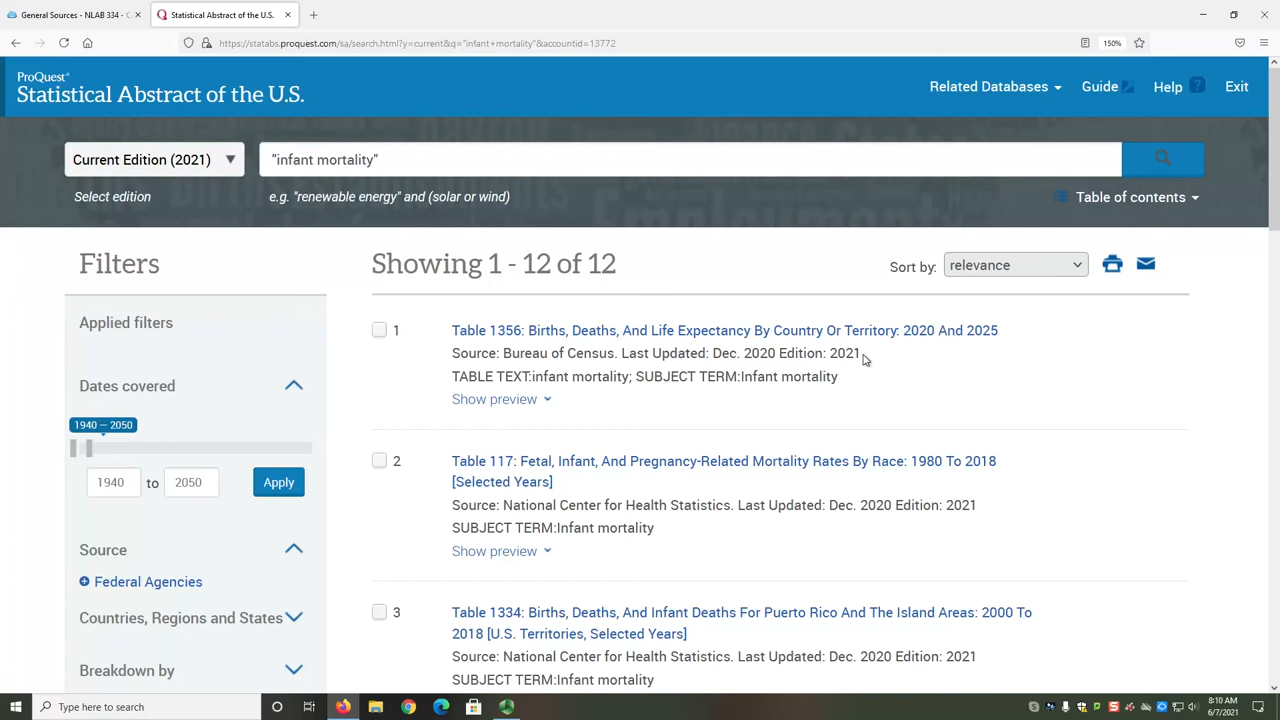 General Sources - NLAB 334 - C
Statistical Abstract of the U.S.
https://statabs.proquest.com/sa/search.html?y=current&q="infant+mortality"&accountid=13772
150%
ProQuest®
Statistical Abstract of the U.S.
Related Databases
Guide
Help
?
Exit
Current Edition (2021)
"infant mortality"
Select edition
e.g. "renewable energy" and (solar or wind)
Table of contents
Filters
Showing 1 - 12 of 12
Sort by:
relevance
Applied filters
Dates covered
1940 – 2050
1940
to
2050
Apply
Source
Federal Agencies
Countries, Regions and States
Breakdown by
1
Table 1356: Births, Deaths, And Life Expectancy By Country Or Territory: 2020 And 2025
Source: Bureau of Census. Last Updated: Dec. 2020 Edition: 2021
TABLE TEXT:infant mortality; SUBJECT TERM:Infant mortality
Show preview
2
Table 117: Fetal, Infant, And Pregnancy-Related Mortality Rates By Race: 1980 To 2018
[Selected Years]
Source: National Center for Health Statistics. Last Updated: Dec. 2020 Edition: 2021
SUBJECT TERM:Infant mortality
Show preview
3
Table 1334: Births, Deaths, And Infant Deaths For Puerto Rico And The Island Areas: 2000 To
2018 [U.S. Territories, Selected Years]
Source: National Center for Health Statistics. Last Updated: Dec. 2020 Edition: 2021
SUBJECT TERM:Infant mortality
Type here to search
8:10 AM
6/7/2021